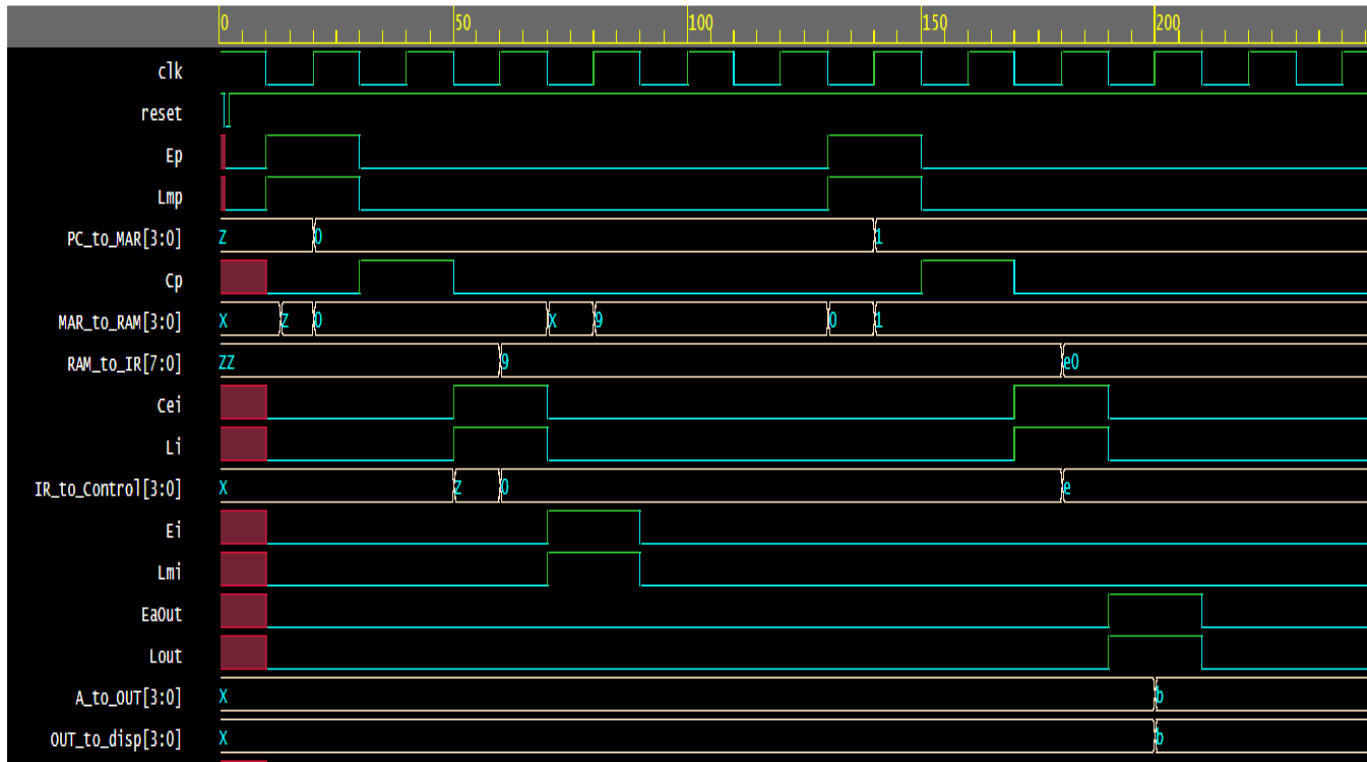 0 50 100 150 200
clk
reset
Ep
Lmp
PC_to_MAR[3:0] Z 0 1
Cp
MAR_to_RAM[3:0] X Z 0 X 9 0 1
RAM_to_IR[7:0] ZZ 9 e0
Cei
Li
IR_to_Control[3:0] X Z 0 e
Ei
Lmi
EaOut
Lout
A_to_OUT[3:0] X b
OUT_to_disp[3:0] X b